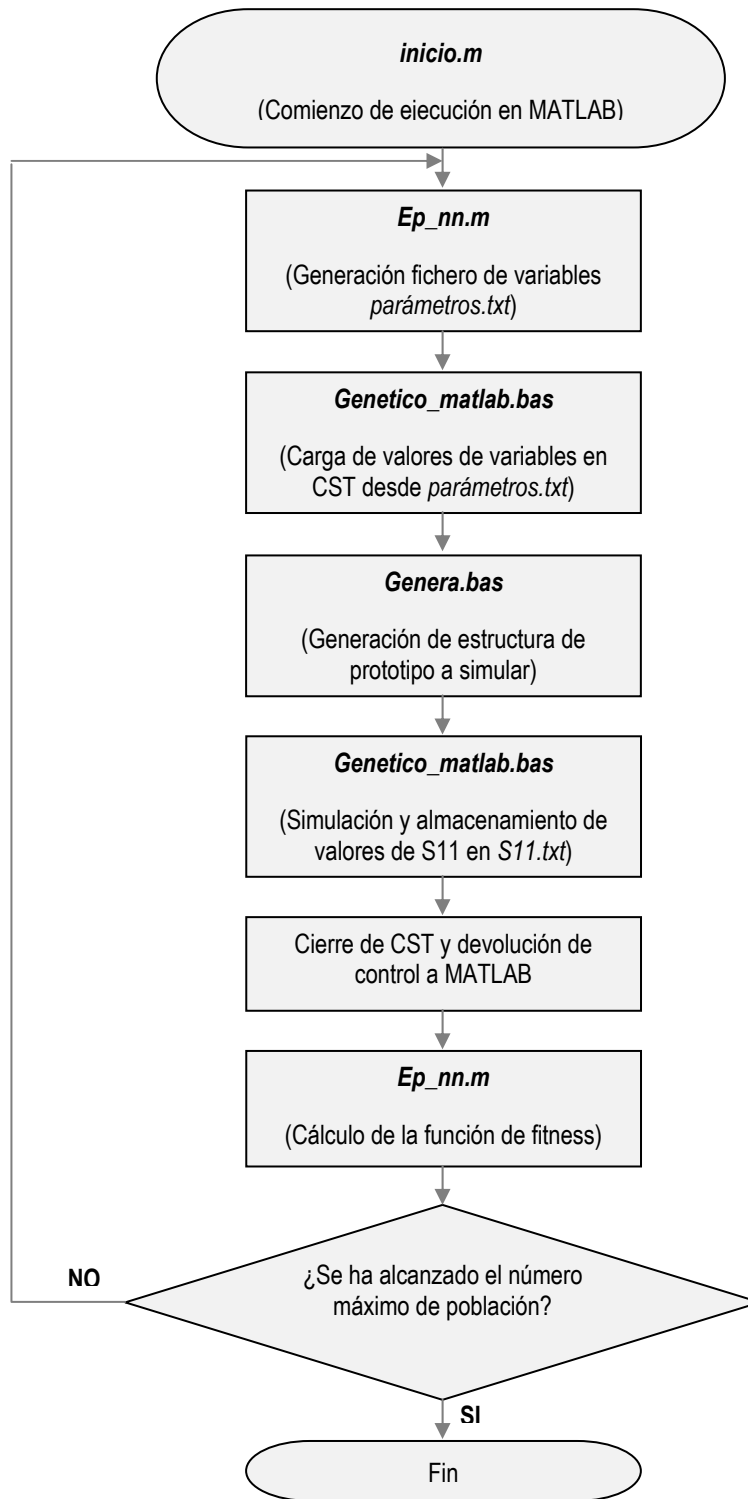 inicio.m
(Comienzo de ejecución en MATLAB)
Ep_nn.m
(Generación fichero de variables
parámetros.txt)
Genetico_matlab.bas
(Carga de valores de variables en
CST desde parámetros.txt)
Genera.bas
(Generación de estructura de
prototipo a simular)
Genetico_matlab.bas
(Simulación y almacenamiento de
valores de S11 en S11.txt)
Cierre de CST y devolución de
control a MATLAB
Ep_nn.m
(Cálculo de la función de fitness)
NO
¿Se ha alcanzado el número
máximo de población?
SI
Fin